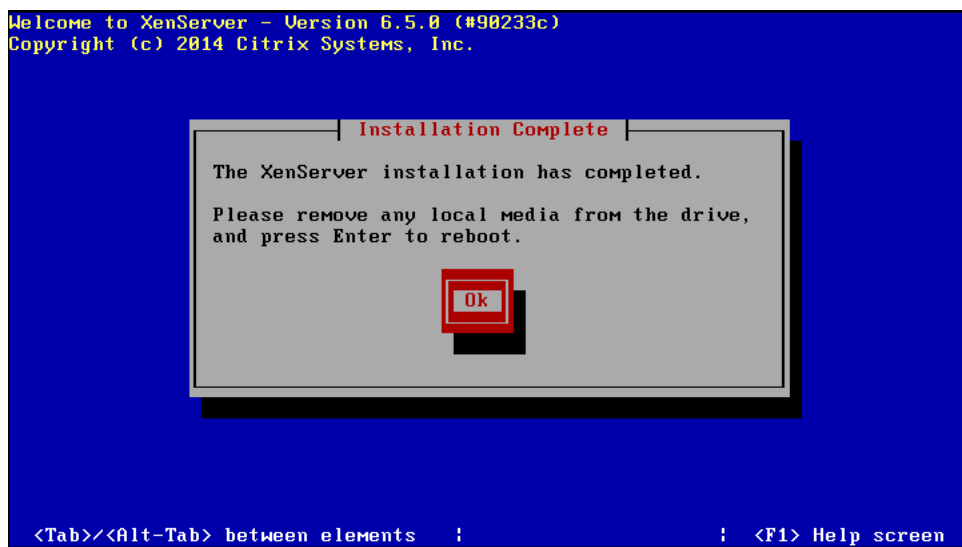 Welcome to XenServer - Version 6.5.0 (#90233c)
Copyright (c) 2014 Citrix Systems, Inc.
Installation Complete
The XenServer installation has completed.
Please remove any local media from the drive,
and press Enter to reboot.
Ok
<Tab>/<Alt-Tab> between elements | | <F1> Help screen